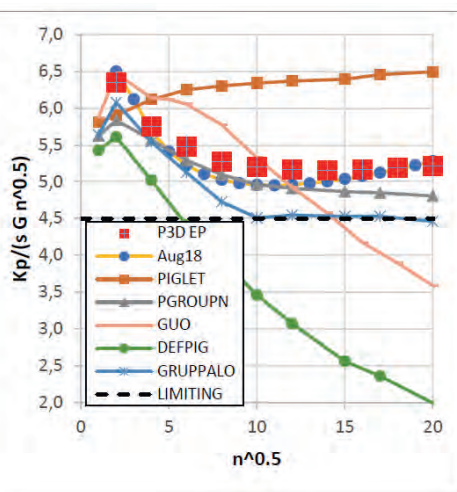 Kp/(s G n^0.5)
7,0
6,5
6,0
5,5
5,0
4,5
4,0
3,5
3,0
2,5
2,0
P3D EP
Aug18
PIGLET
PGROUPN
GUO
DEFPIG
GRUPPALO
LIMITING
0 5 10 15 20
n^0.5